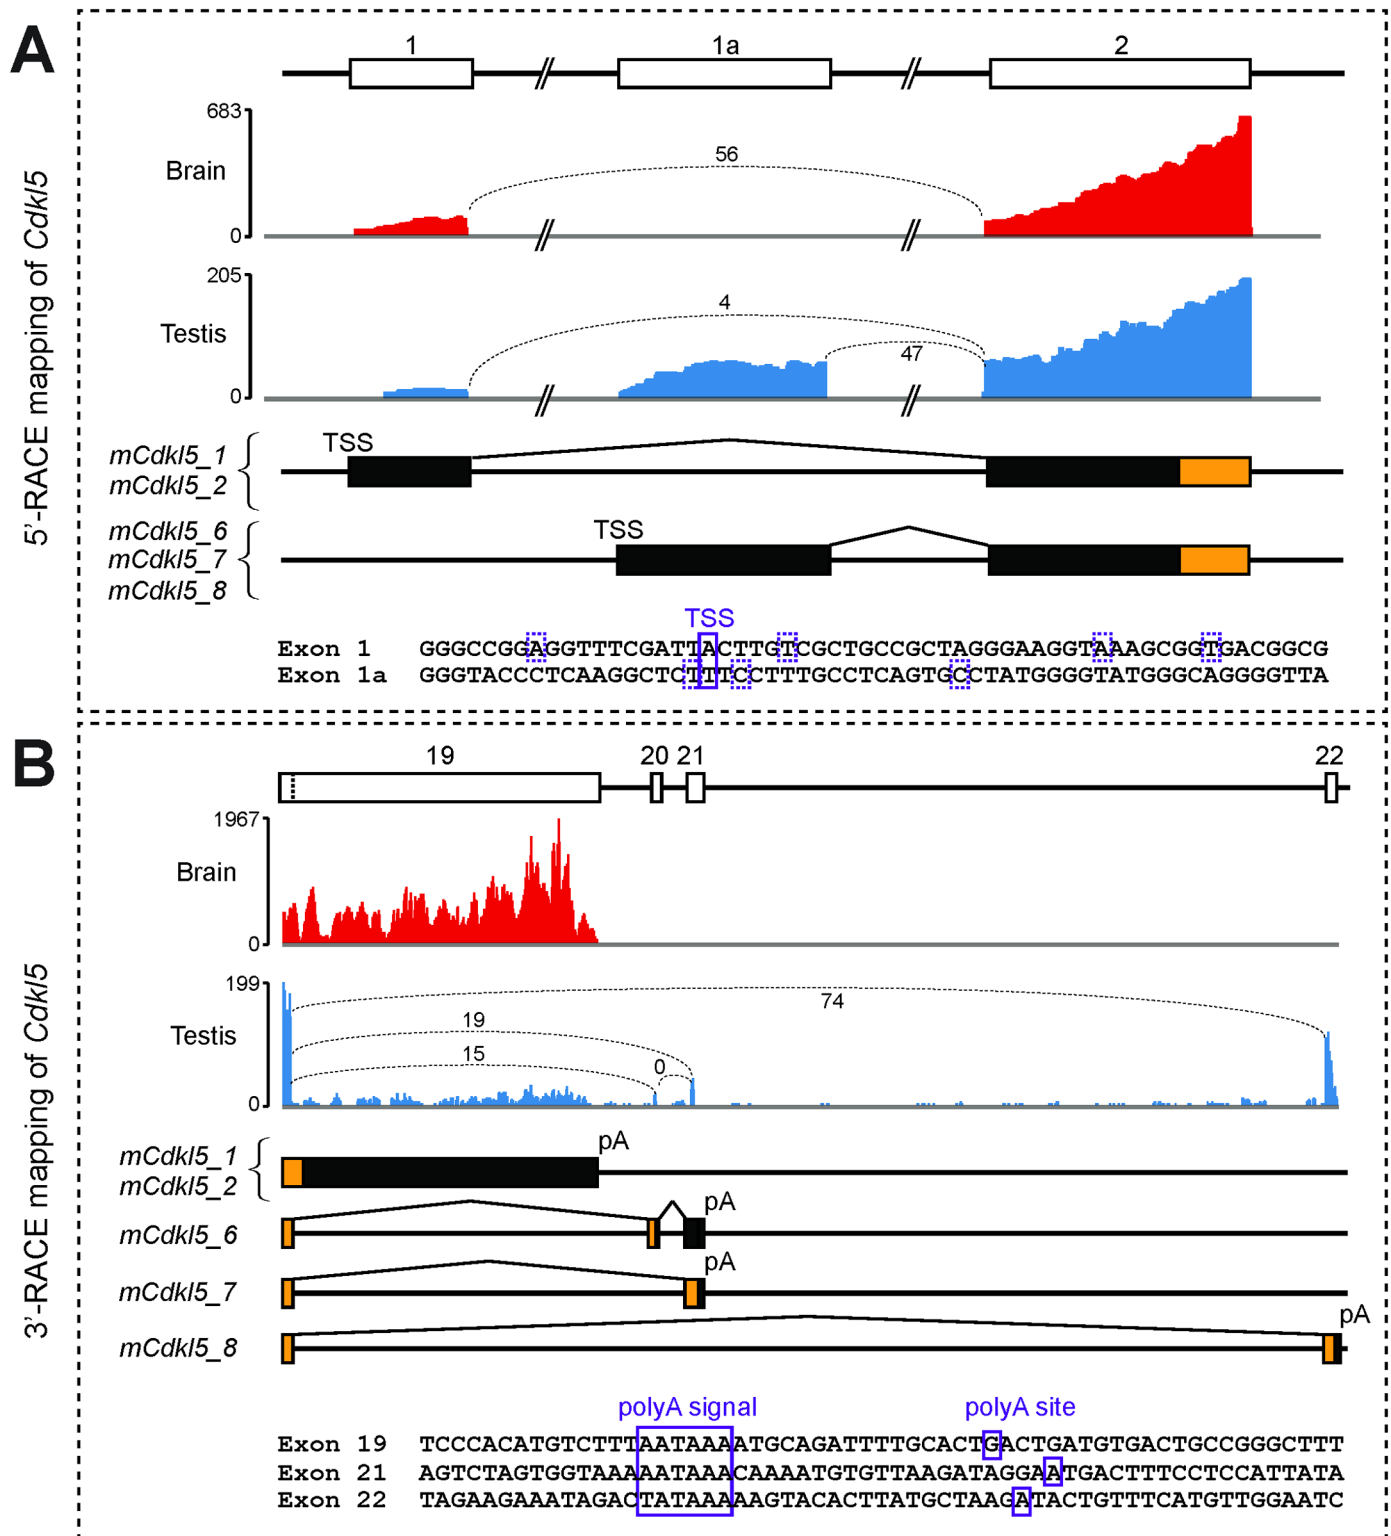 A
5'-RACE mapping of Cdkl5
1 1a 2
683
Brain
56
0
205
Testis
4
47
0
TSS
mCdkl5_1
mCdkl5_2
TSS
mCdkl5_6
mCdkl5_7
mCdkl5_8
TSS
Exon 1 GGGCCGGAGGTTTCGATTACTTGTCGCTGCCGCTAGGGAAGGTAAAGCGGTGACGGCG
Exon 1a GGGTACCCTCAAGGCTCTTTCCTTTGCCTCAGTGCCTATGGGGTATGGGCAGGGGTTA
B
3'-RACE mapping of Cdkl5
19 20 21 22
1967
Brain
0
199
Testis
74
19
15
0
0
pA
mCdkl5_1
mCdkl5_2
pA
mCdkl5_6
pA
mCdkl5_7
pA
mCdkl5_8
polyA signal polyA site
Exon 19 TCCCACATGTCTTTAATAAAATGCAGATTTTGCACTGACTGATGTGACTGCCGGGCTTT
Exon 21 AGTCTAGTGGTAAAAATAAACAAAATGTGTTAAGATAGGAATGACTTTCCTCCATTATA
Exon 22 TAGAAGAAATAGACTATAAAAAGTACACTTATGCTAAGATACTGTTTCATGTTGGAATC